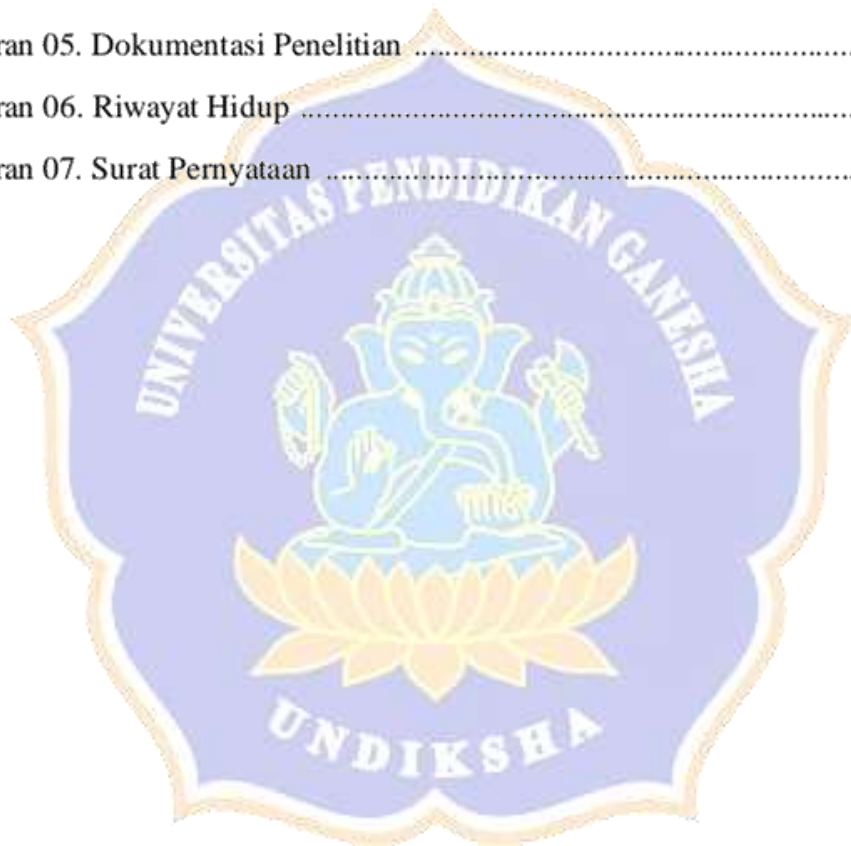 ran 05. Dokumentasi Penelitian ................................................................
ran 06. Riwayat Hidup ................................................................................
ran 07. Surat Pernyataan ............................................................................
UNIVERSITAS PENDIDIKAN GANESHA
UNDIKSHA